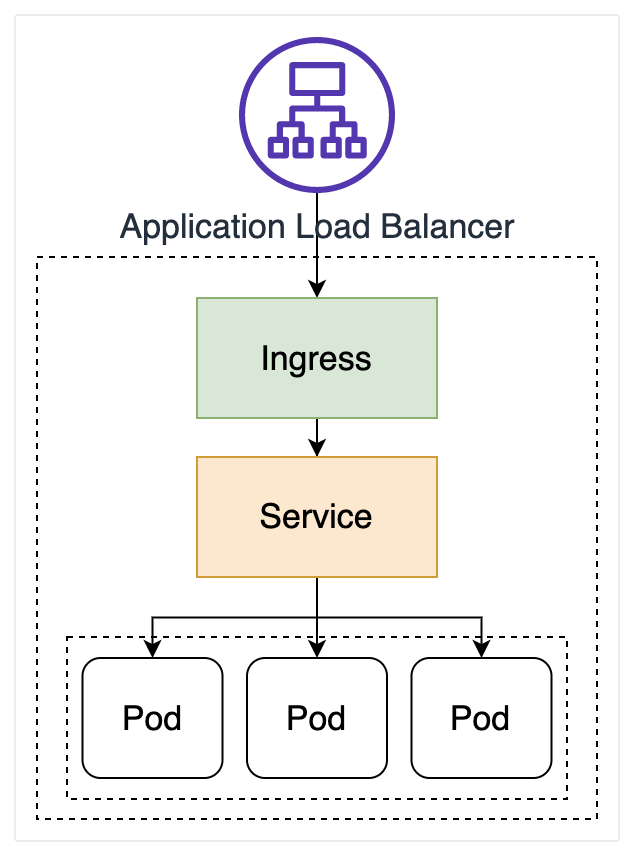 Application Load Balancer
Ingress
Service
Pod
Pod
Pod